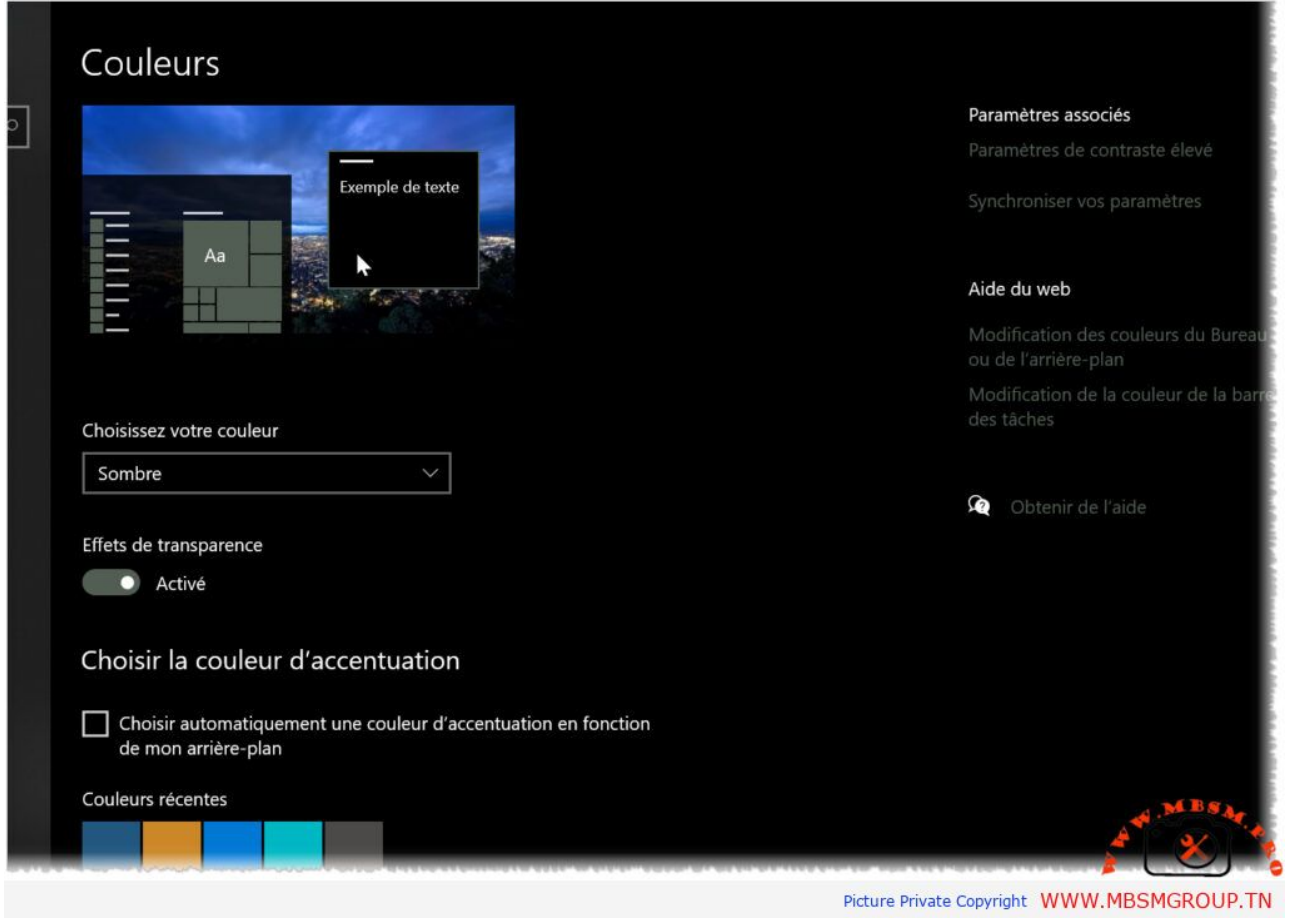 Couleurs
Exemple de texte
Aa
Choisissez votre couleur
Sombre
Effets de transparence
Activé
Choisir la couleur d'accentuation
Choisir automatiquement une couleur d'accentuation en fonction
de mon arrière-plan
Couleurs récentes
Paramètres associés
Paramètres de contraste élevé
Synchroniser vos paramètres
Aide du web
Modification des couleurs du Bureau
ou de l'arrière-plan
Modification de la couleur de la barre
des tâches
Obtenir de l'aide
WWW.MBSM.PRO
Picture Private Copyright WWW.MBSMGROUP.TN